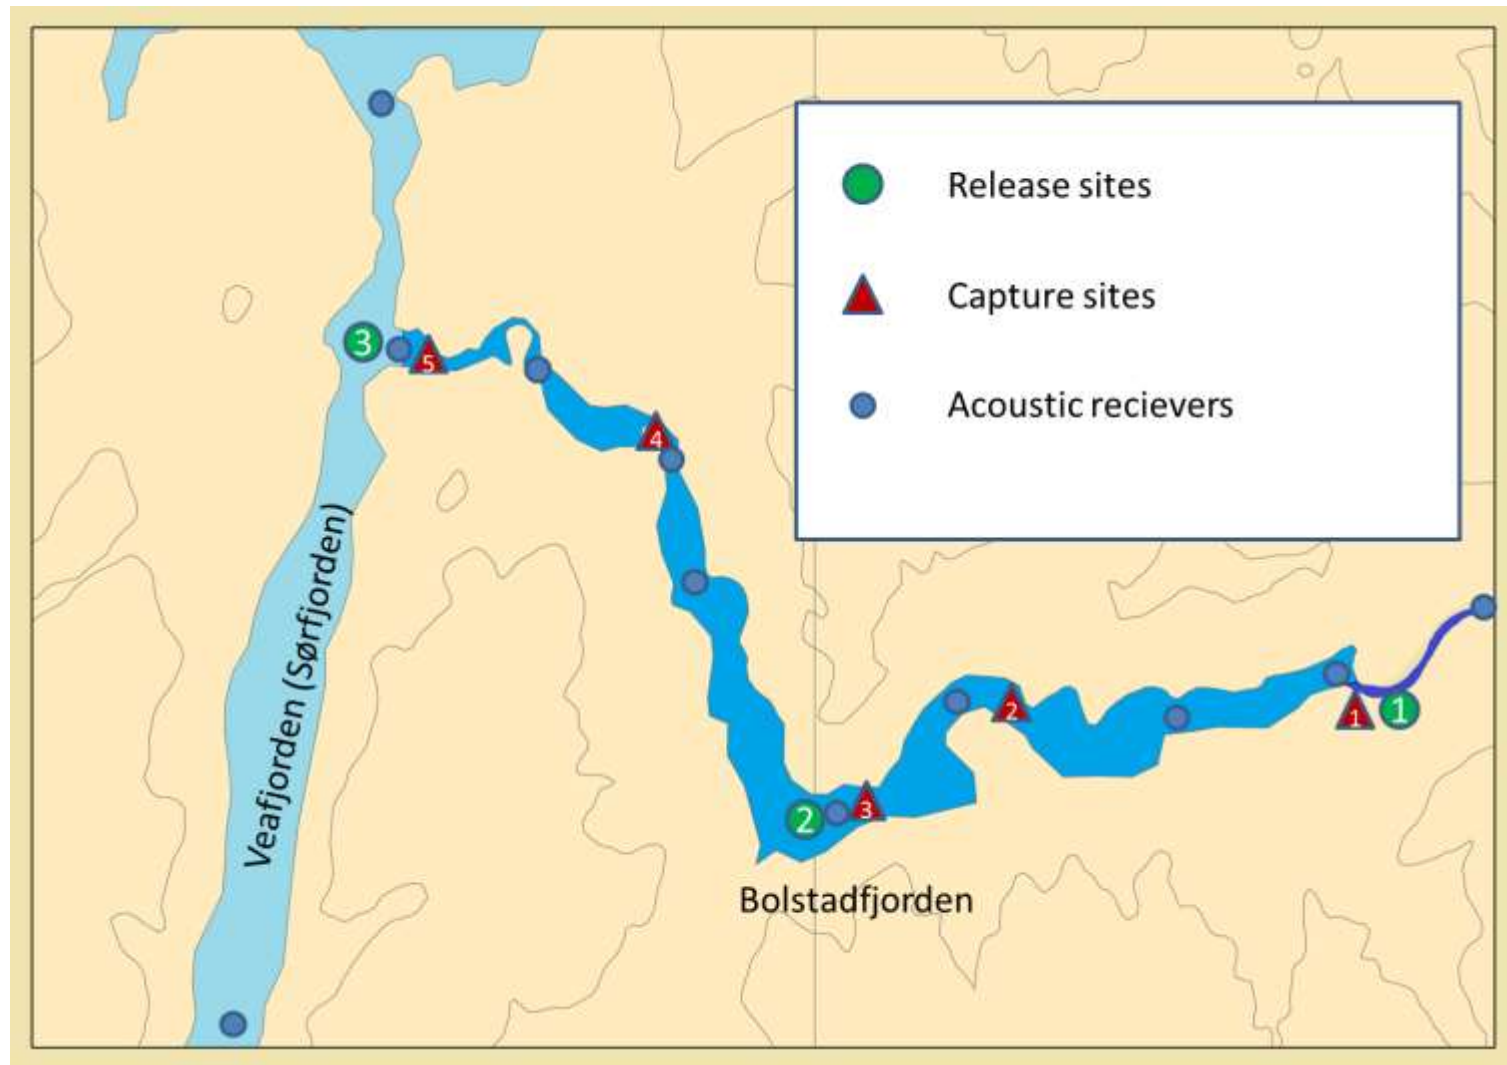 Release sites
Capture sites
Acoustic recievers
3
5
4
2
1
1
3
2
Veafjorden (Sørfjorden)
Bolstadfjorden